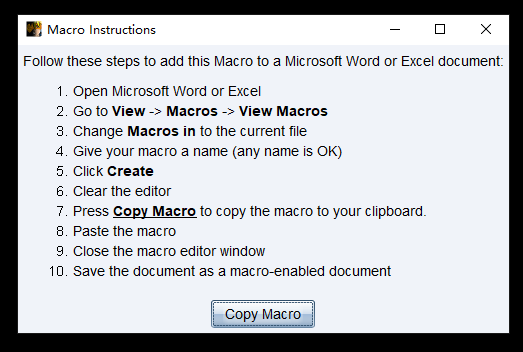 Macro Instructions
Follow these steps to add this Macro to a Microsoft Word or Excel document:
1. Open Microsoft Word or Excel
2. Go to View -> Macros -> View Macros
3. Change Macros in to the current file
4. Give your macro a name (any name is OK)
5. Click Create
6. Clear the editor
7. Press Copy Macro to copy the macro to your clipboard.
8. Paste the macro
9. Close the macro editor window
10. Save the document as a macro-enabled document
Copy Macro